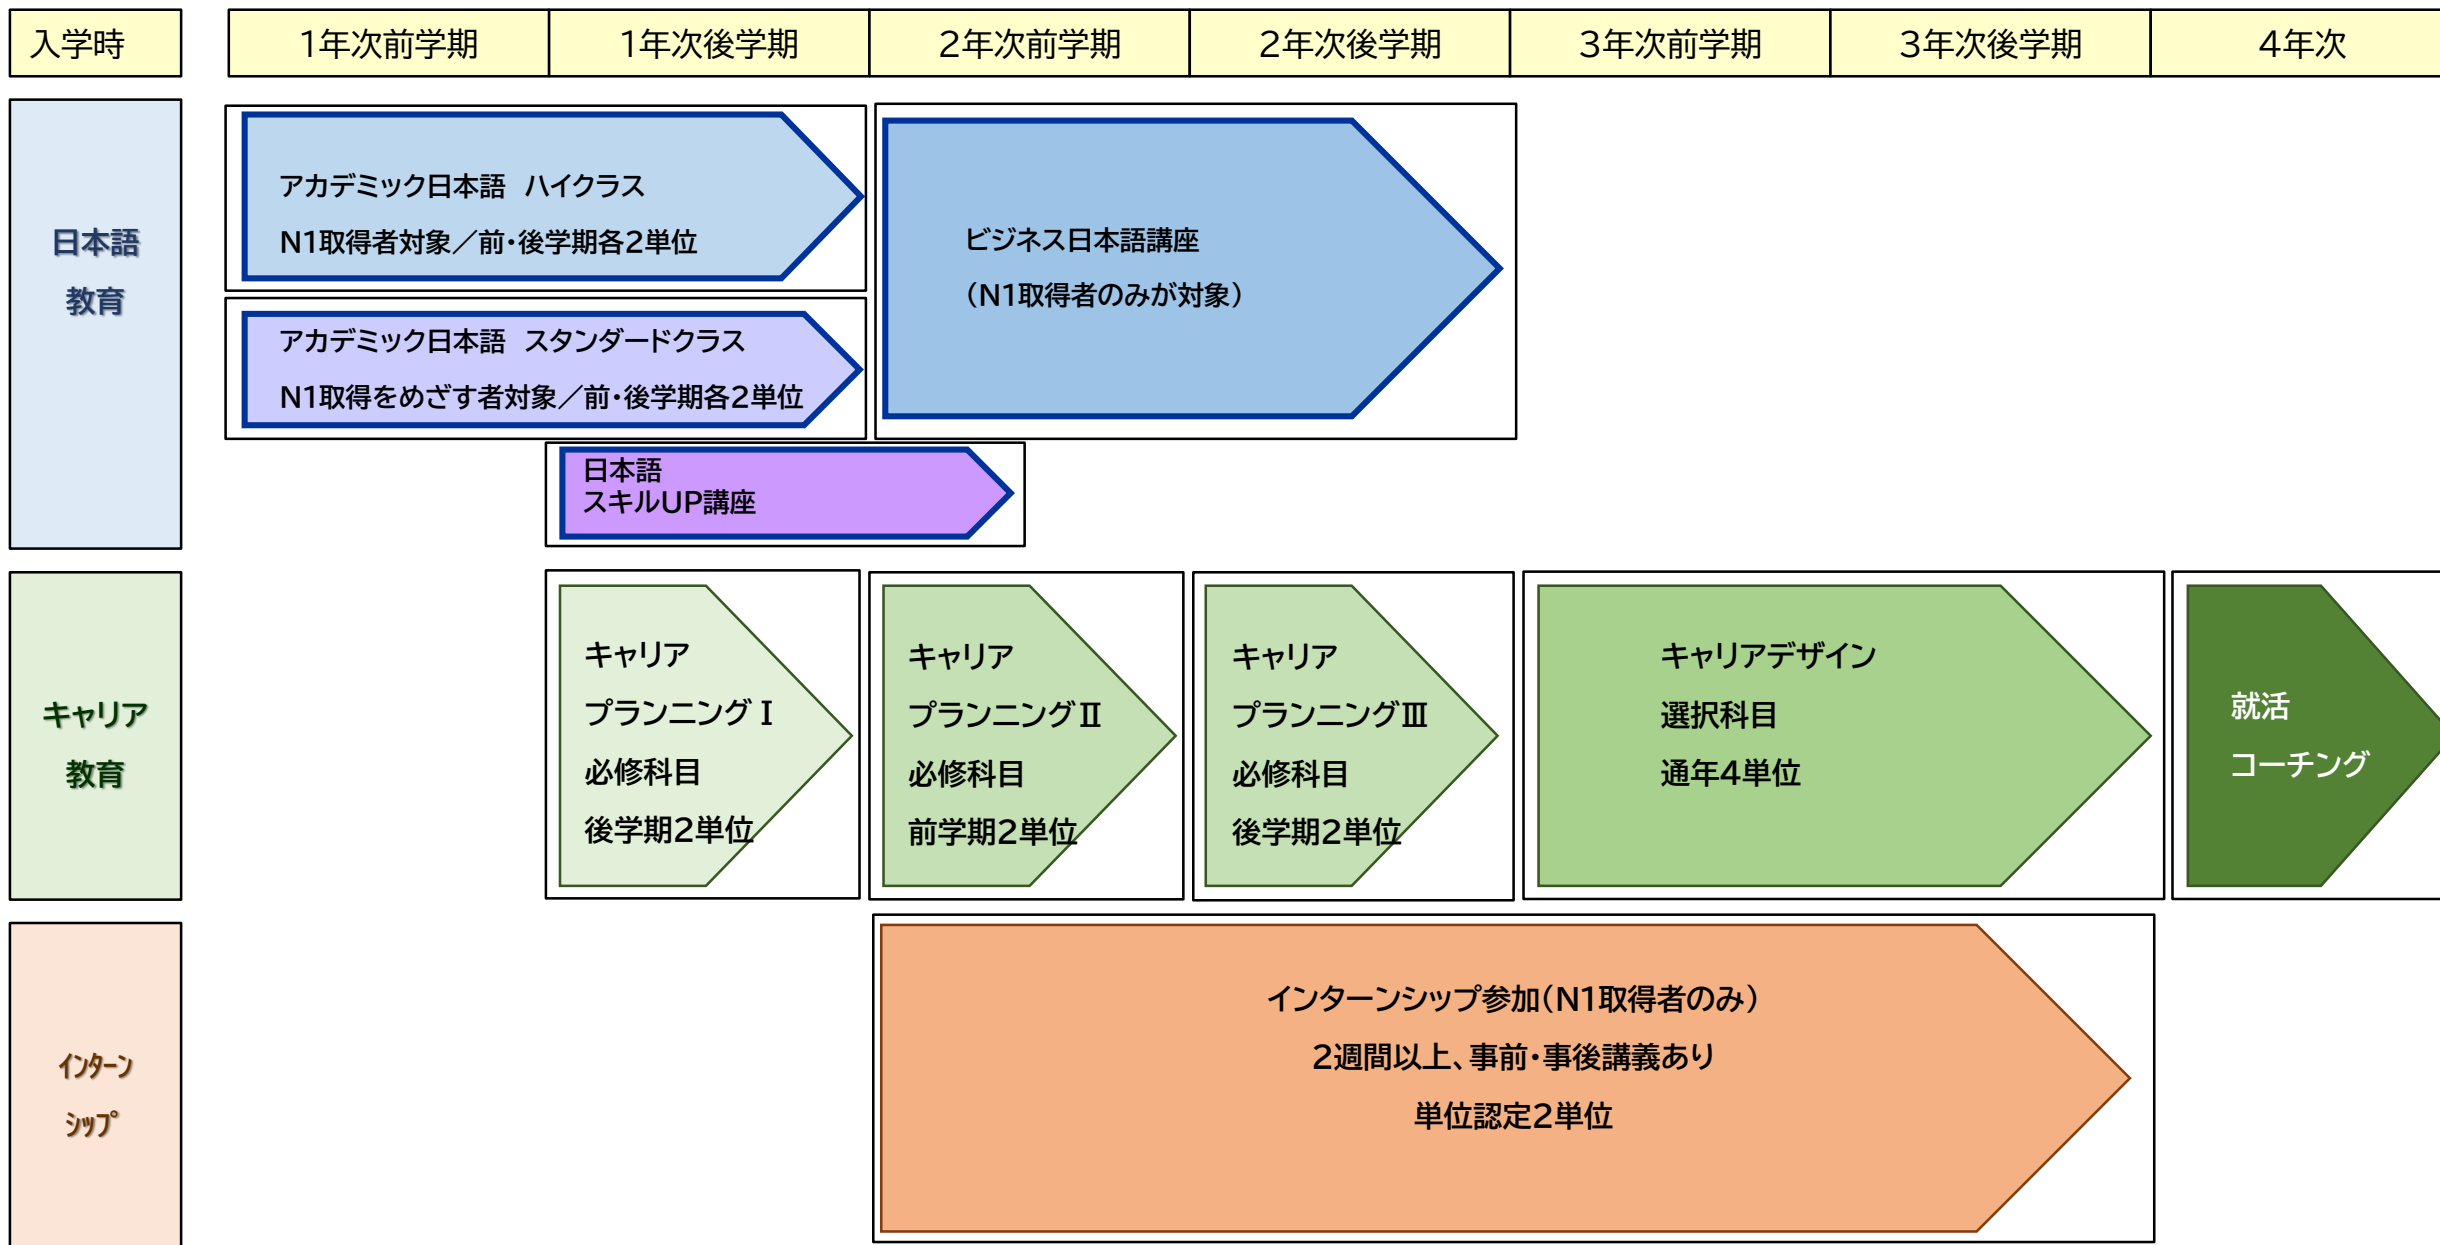 入学時
1年次前学期
1年次後学期
2年次前学期
2年次後学期
3年次前学期
3年次後学期
4年次
日本語
教育
アカデミック日本語　ハイクラス
N1取得者対象／前・後学期各2単位
アカデミック日本語　スタンダードクラス
N1取得をめざす者対象／前・後学期各2単位
ビジネス日本語講座
（N1取得者のみが対象）
日本語
スキルUP講座
キャリア
教育
キャリア
プランニングⅠ
必修科目
後学期2単位
キャリア
プランニングⅡ
必修科目
前学期2単位
キャリア
プランニングⅢ
必修科目
後学期2単位
キャリアデザイン
選択科目
通年4単位
就活
コーチング
ｲﾝﾀｰﾝ
ｼｯﾌﾟ
インターンシップ参加（N1取得者のみ）
2週間以上、事前・事後講義あり
単位認定2単位